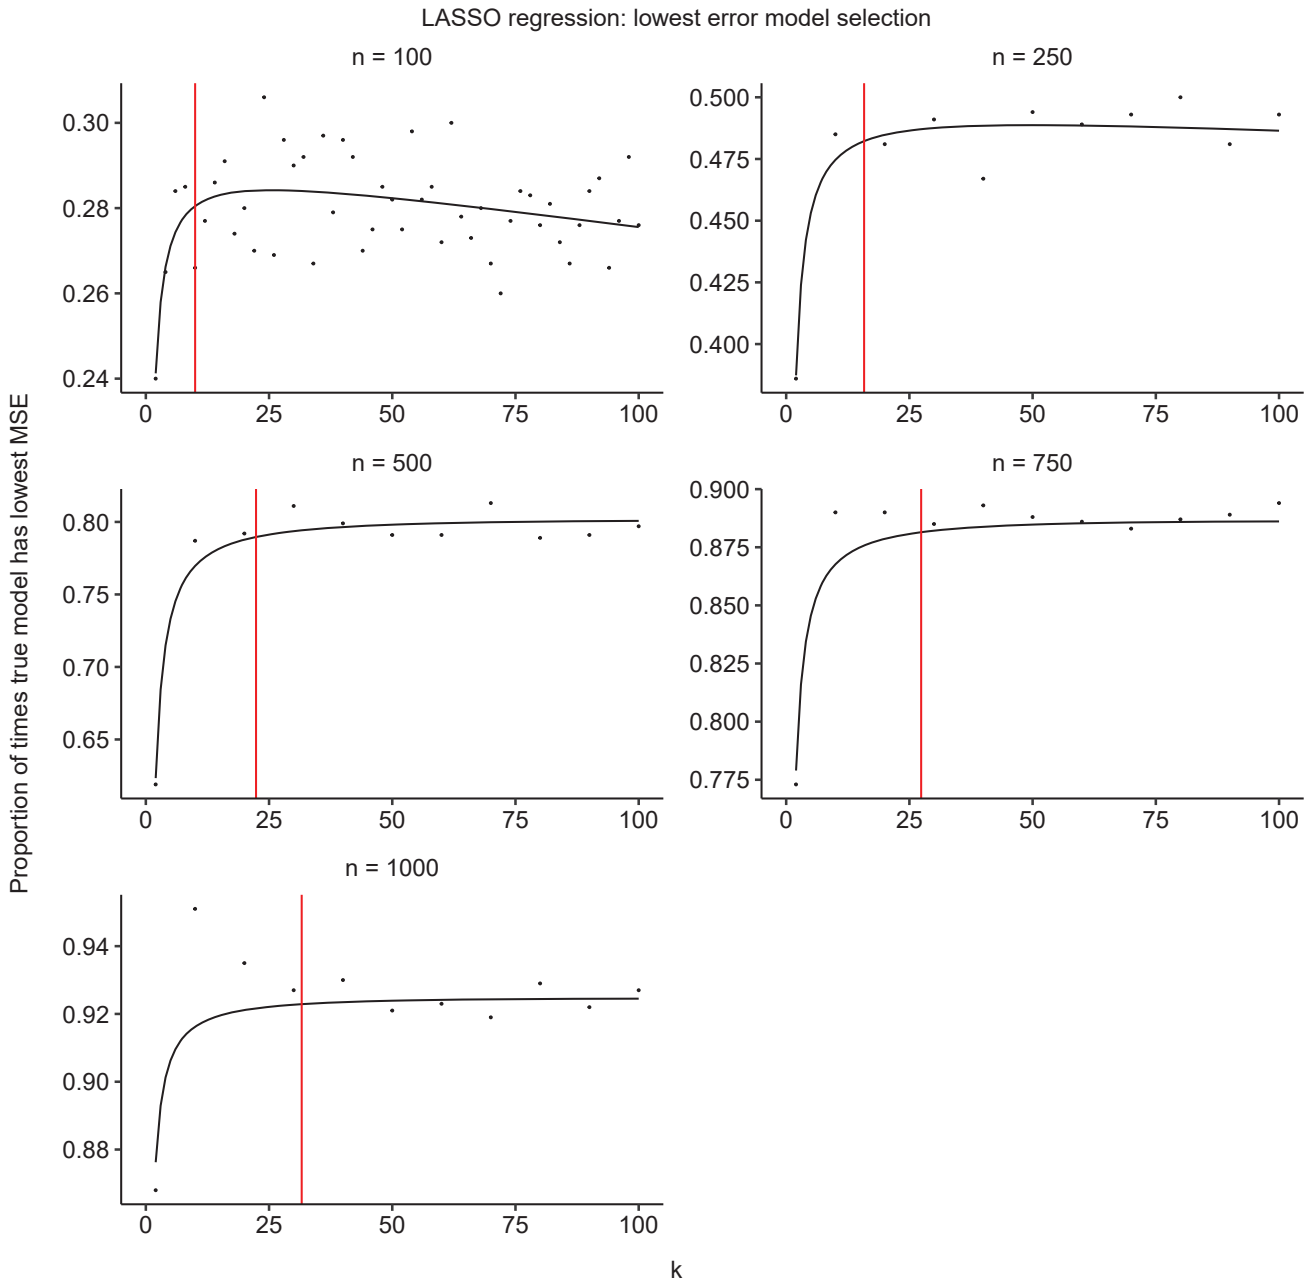 LASSO regression: lowest error model selection
n = 100
0.30
0.28
0.26
0.24
0 25 50 75 100
n = 250
0.500
0.475
0.450
0.425
0.400
0 25 50 75 100
n = 500
0.80
0.75
0.70
0.65
0 25 50 75 100
n = 750
0.900
0.875
0.850
0.825
0.800
0.775
0 25 50 75 100
n = 1000
0.94
0.92
0.90
0.88
0 25 50 75 100
Proportion of times true model has lowest MSE
k